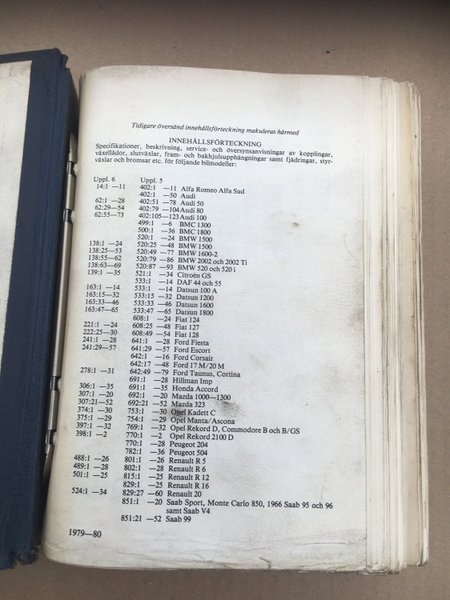 Tidigare översänd innehållsförteckning makuleras härmed
INNEHÅLLSFÖRTECKNING
Specifikationer, beskrivning, service- och översynsanvisningar av kopplingar,
växellådor, slutväxlar, fram- och bakhjulsupphängningar samt fjädringar, styr-
växlar och bromsar etc. för följande bilmodeller:
Uppl. 6 Uppl. 5
14:1 —11 402:1 —11 Alfa Romeo Alfa Sud
402:1 —50 Audi
62:1 —28 402:51 —78 Audi 50
62:29—54 402:79 —104 Audi 80
62:55—73 402:105—123 Audi 100
499:1 —6 BMC 1300
500:1 —36 BMC 1800
520:1 —24 BMW 1500
138:1 —24 520:25 —48 BMW 1500
138:25—53 520:49 —77 BMW 1600-2
138:55—62 520:79 —86 BMW 2002 och 2002 Ti
138:63—69 520:87 —93 BMW 520 och 520 i
139:1 —35 521:1 —34 Citroën GS
533:1 —14 DAF 44 och 55
163:1 —14 533:1 —14 Datsun 100 A
163:15—32 533:15 —32 Datsun 1200
163:33—46 533:33 —46 Datsun 1600
163:47—65 533:47 —65 Datsun 1800
608:1 —24 Fiat 124
221:1 —24 608:25 —48 Fiat 127
222:25—30 608:49 —54 Fiat 128
241:1 —28 641:1 —28 Ford Fiesta
241:29—57 641:29 —57 Ford Escort
642:1 —16 Ford Corsair
642:17 —48 Ford 17 M/20 M
278:1 —31 642:49 —79 Ford Taunus, Cortina
691:1 —28 Hillman Imp
306:1 —35 691:1 —35 Honda Accord
307:1 —20 692:1 —20 Mazda 1000—1300
307:21—52 692:21 —52 Mazda 323
374:1 —30 753:1 —30 Opel Kadett C
375:1 —29 754:1 —29 Opel Manta/Ascona
397:1 —32 769:1 —32 Opel Rekord D, Commodore B och B/GS
398:1 —2 770:1 —2 Opel Rekord 2100 D
770:1 —28 Peugeot 204
782:1 —36 Peugeot 504
488:1 —26 801:1 —26 Renault R 5
489:1 —28 802:1 —28 Renault R 6
501:1 —25 815:1 —25 Renault R 12
829:1 —25 Renault R 16
524:1 —34 829:27 —60 Renault 20
851:1 —20 Saab Sport, Monte Carlo 850, 1966 Saab 95 och 96
samt Saab V4
851:21 —52 Saab 99
1979—80